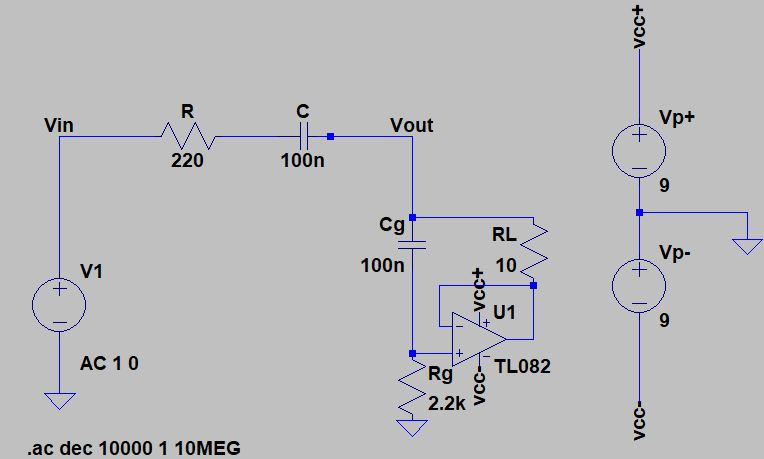 vcc+
Vin
R
220
C
100n
Vout
Vp+
9
Cg
100n
RL
10
V1
AC 1 0
vcc+
U1
TL082
vcc-
Rg
2.2k
Vp-
9
vcc-
.ac dec 10000 1 10MEG